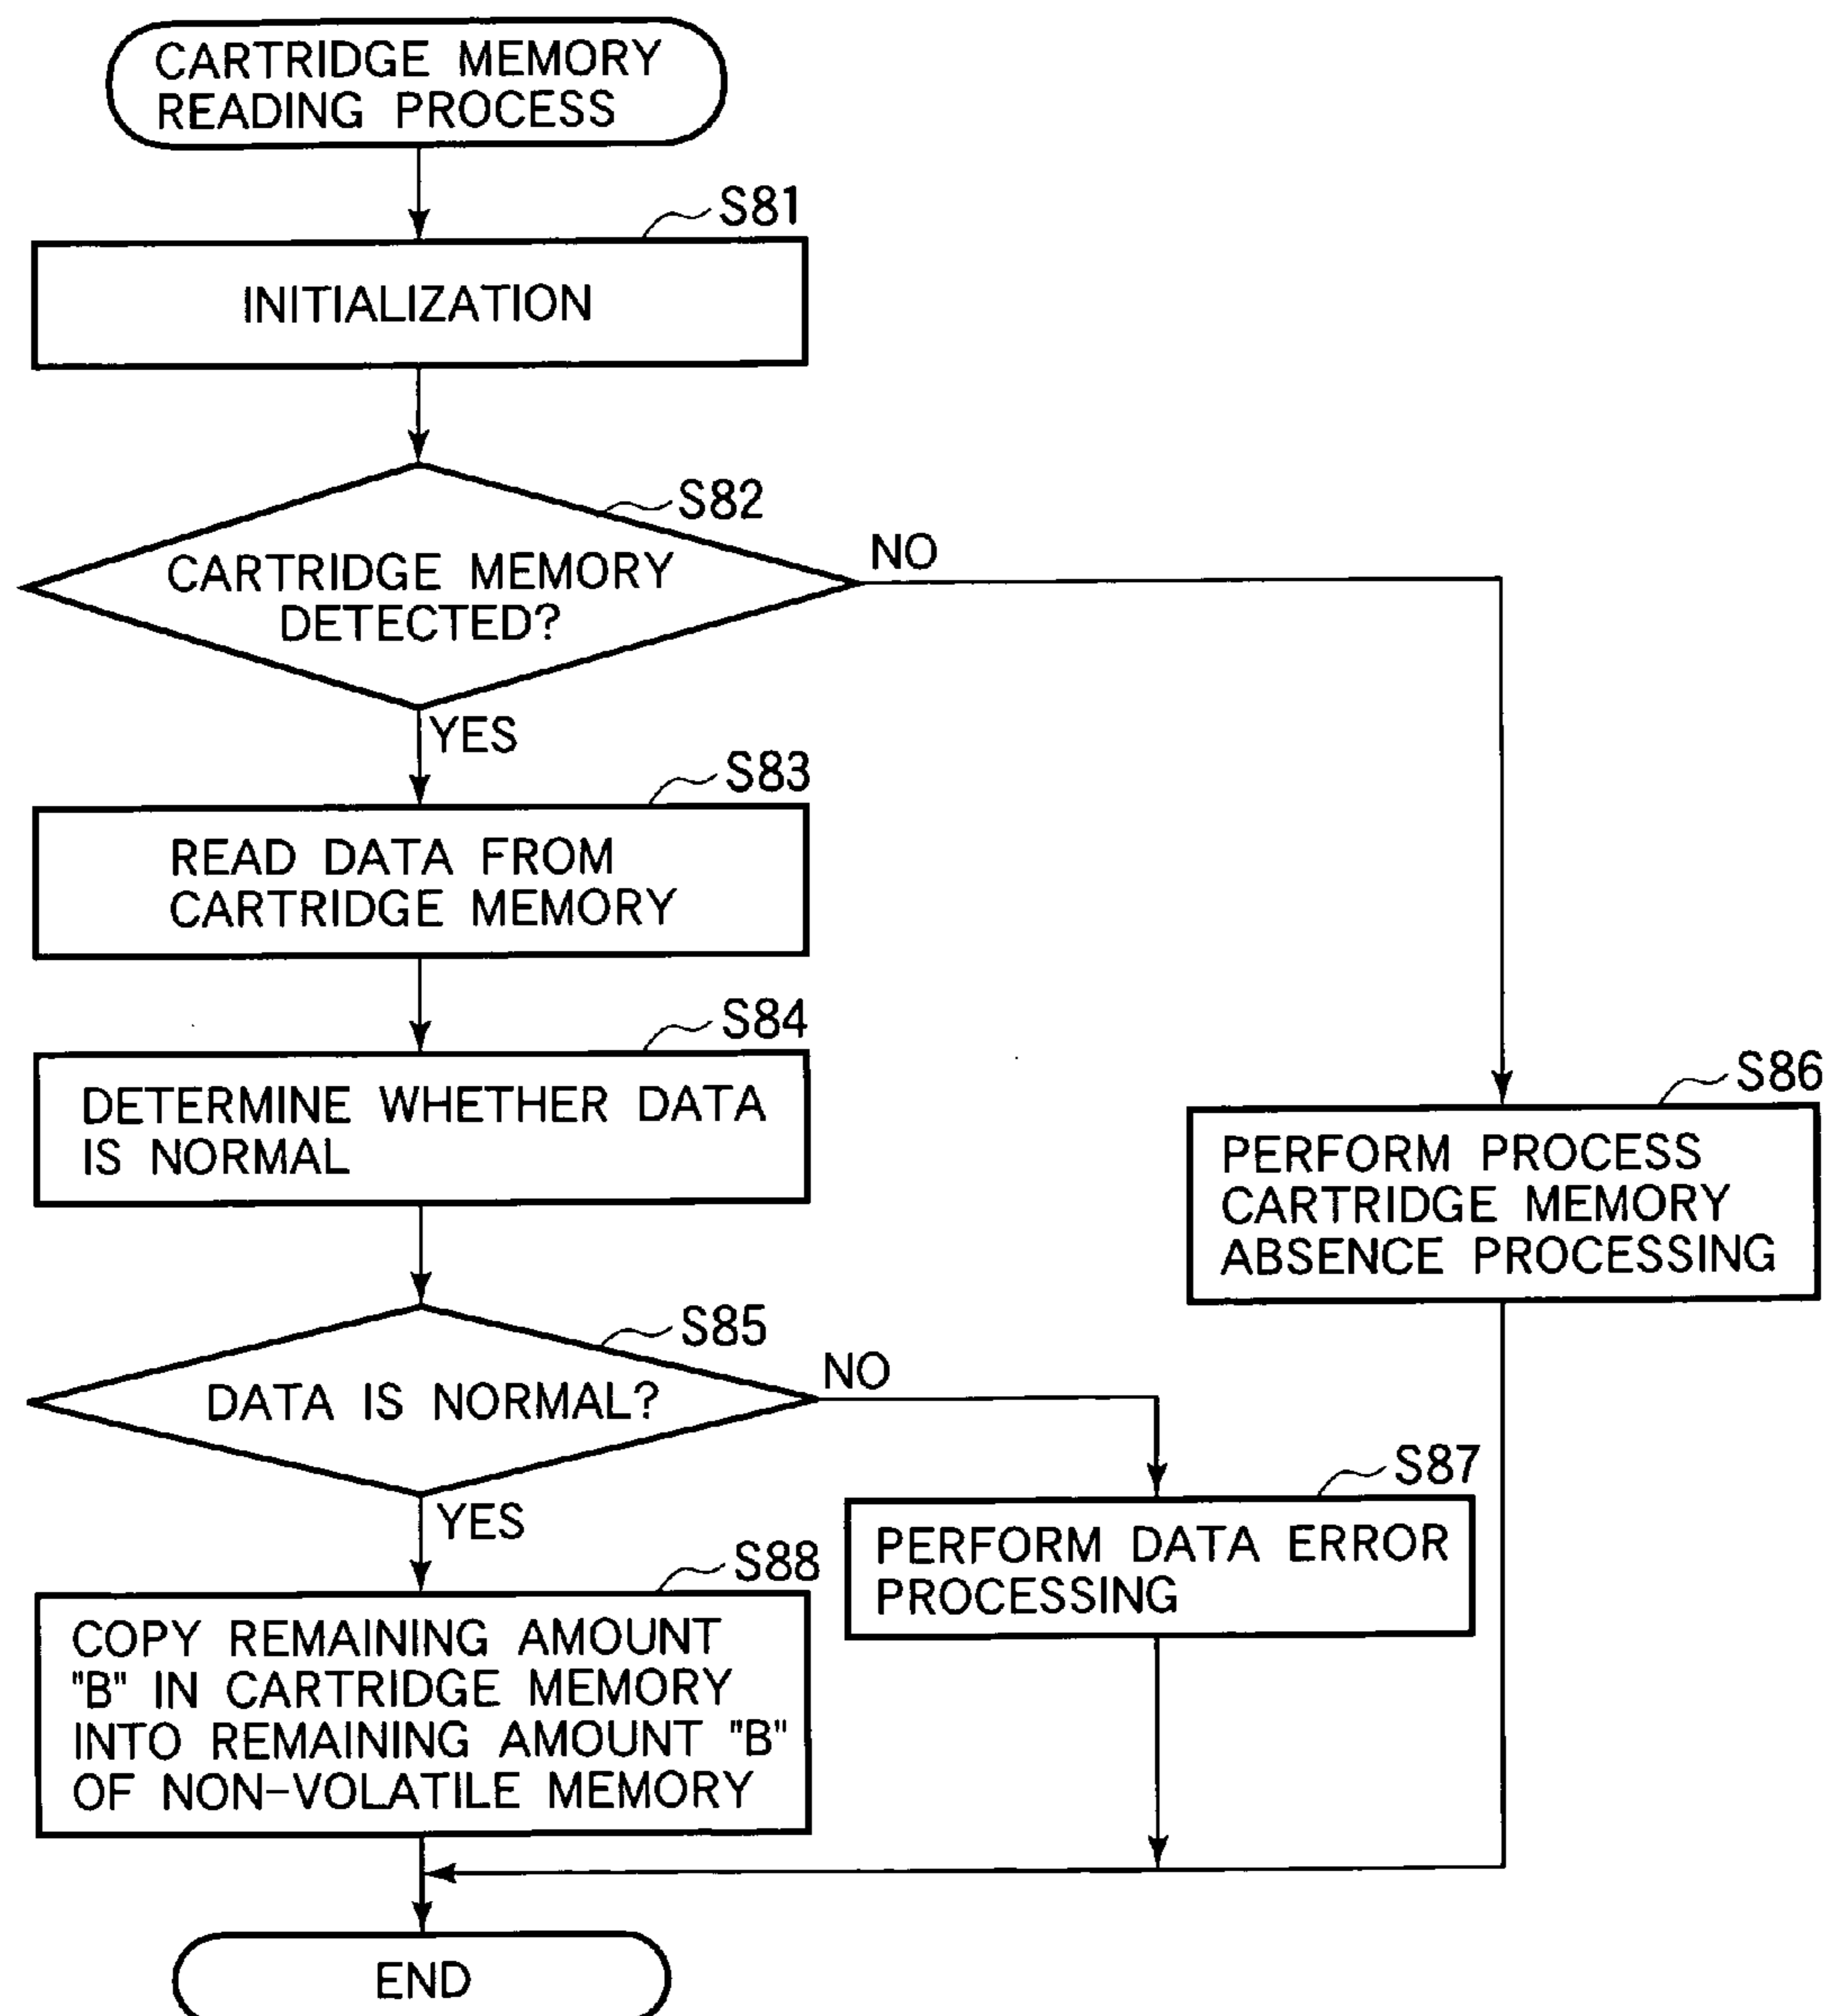 CARTRIDGE MEMORY
READING PROCESS
S81
INITIALIZATION
S82
CARTRIDGE MEMORY
DETECTED?
NO
YES
S83
READ DATA FROM
CARTRIDGE MEMORY
S84
DETERMINE WHETHER DATA
IS NORMAL
S86
PERFORM PROCESS
CARTRIDGE MEMORY
ABSENCE PROCESSING
S85
DATA IS NORMAL?
NO
YES
S87
PERFORM DATA ERROR
PROCESSING
S88
COPY REMAINING AMOUNT
"B" IN CARTRIDGE MEMORY
INTO REMAINING AMOUNT "B"
OF NON-VOLATILE MEMORY
END